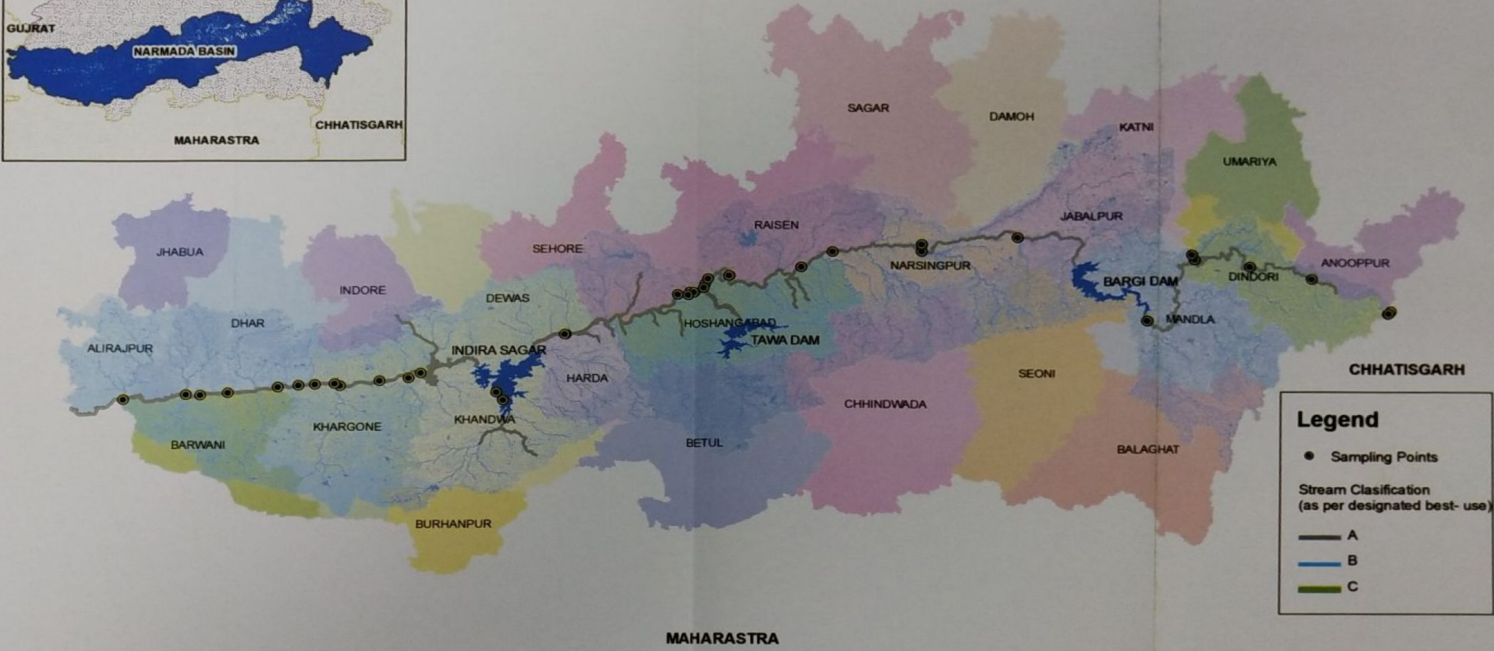 GUJRAT
NARMADA BASIN
MAHARASTRA
CHHATISGARH
SAGAR
DAMOH
KATNI
UMARIYA
JHABUA
INDORE
SEHORE
RAISEN
JABALPUR
NARSINGPUR
BARGI DAM
DINDORI
ANOOPPUR
DHAR
DEWAS
HOSHANGABAD
TAWA DAM
MANDLA
ALIRAJPUR
INDIRA SAGAR
HARDA
SEONI
CHHATISGARH
BARWANI
KHARGONE
KHANDWA
BETUL
CHHINDWADA
BALAGHAT
BURHANPUR
Legend
Sampling Points
Stream Clasification
(as per designated best- use)
A
B
C
MAHARASTRA